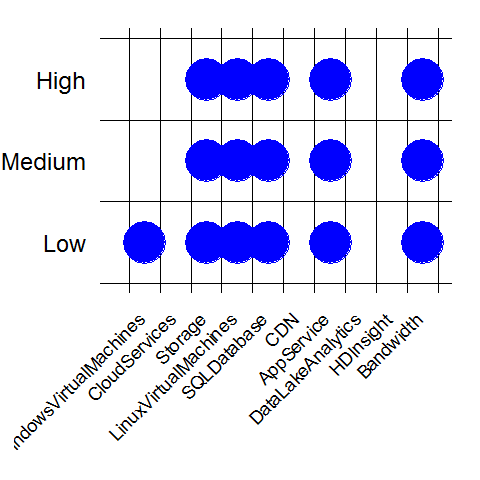 High
Medium
Low
ndowsVirtualMachines
CloudServices
Storage
LinuxVirtualMachines
SQLDatabase
CDN
AppService
DataLakeAnalytics
HDInsight
Bandwidth